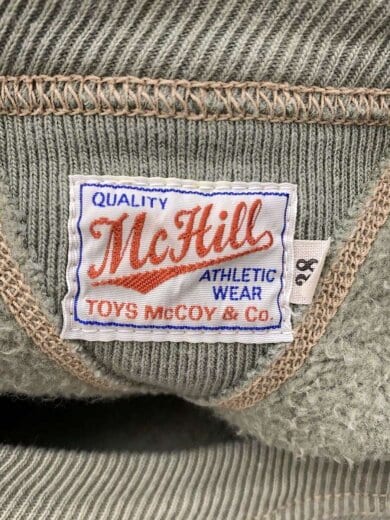 QUALITY
McHill
ATHLETIC
WEAR
TOYS McCOY & Co.
38